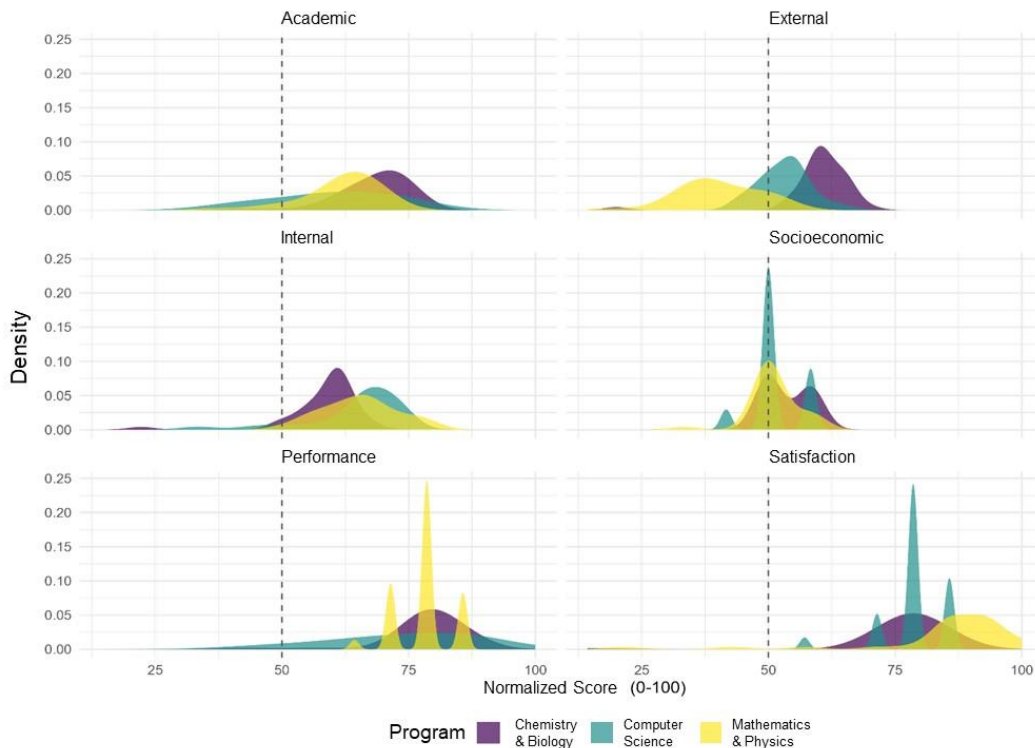 Academic
External
0.25
0.20
0.15
0.10
0.05
0.00
Internal
Socioeconomic
0.25
0.20
0.15
0.10
0.05
0.00
Density
Performance
Satisfaction
0.25
0.20
0.15
0.10
0.05
0.00
25 50 75 100 25 50 75 100
Normalized Score (0-100)
Program
Chemistry
& Biology
Computer
Science
Mathematics
& Physics